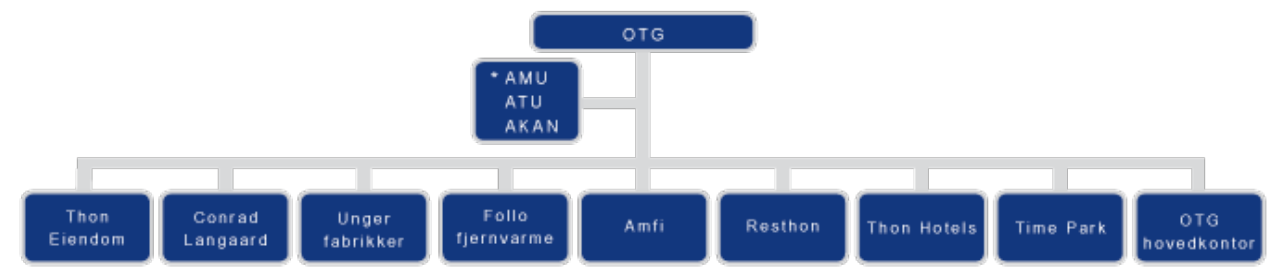 OTG
* AMU
ATU
AKAN
Thon
Eiendom
Conrad
Langaard
Unger
fabrikker
Follo
fjernvarme
Amfi
Resthon
Thon Hotels
Time Park
OTG
hovedkontor